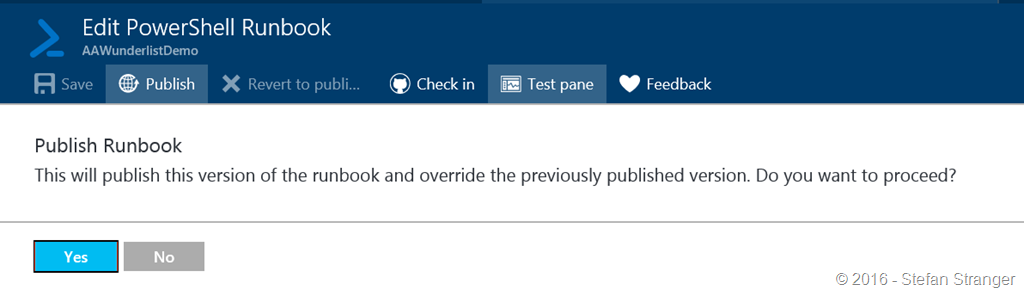 Edit PowerShell Runbook
AAWunderlistDemo
Save Publish Revert to publi... Check in Test pane Feedback
Publish Runbook
This will publish this version of the runbook and override the previously published version. Do you want to proceed?
Yes No
© 2016 - Stefan Stranger